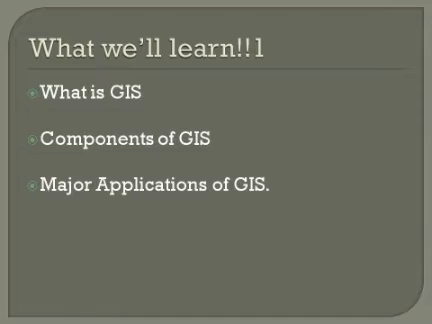 What we'll learn!!1
What is GIS
Components of GIS
Major Applications of GIS.